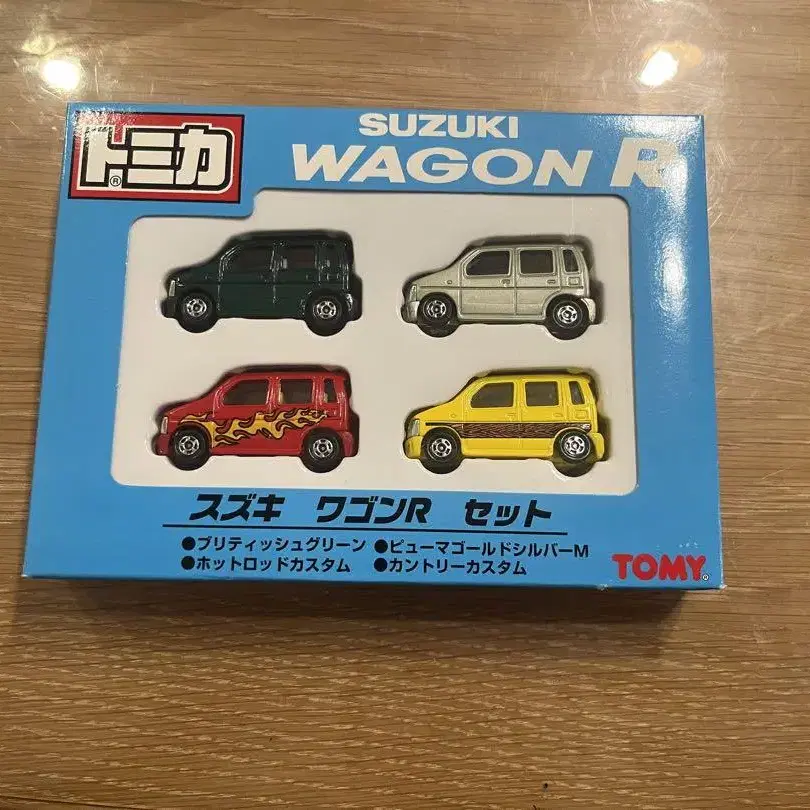 トミカ®
SUZUKI
WAGON R
スズキ ワゴンR セット
●ブリティッシュグリーン ●ピューマゴールドシルバーM
●ホットロッドカスタム ●カントリーカスタム
TOMY®